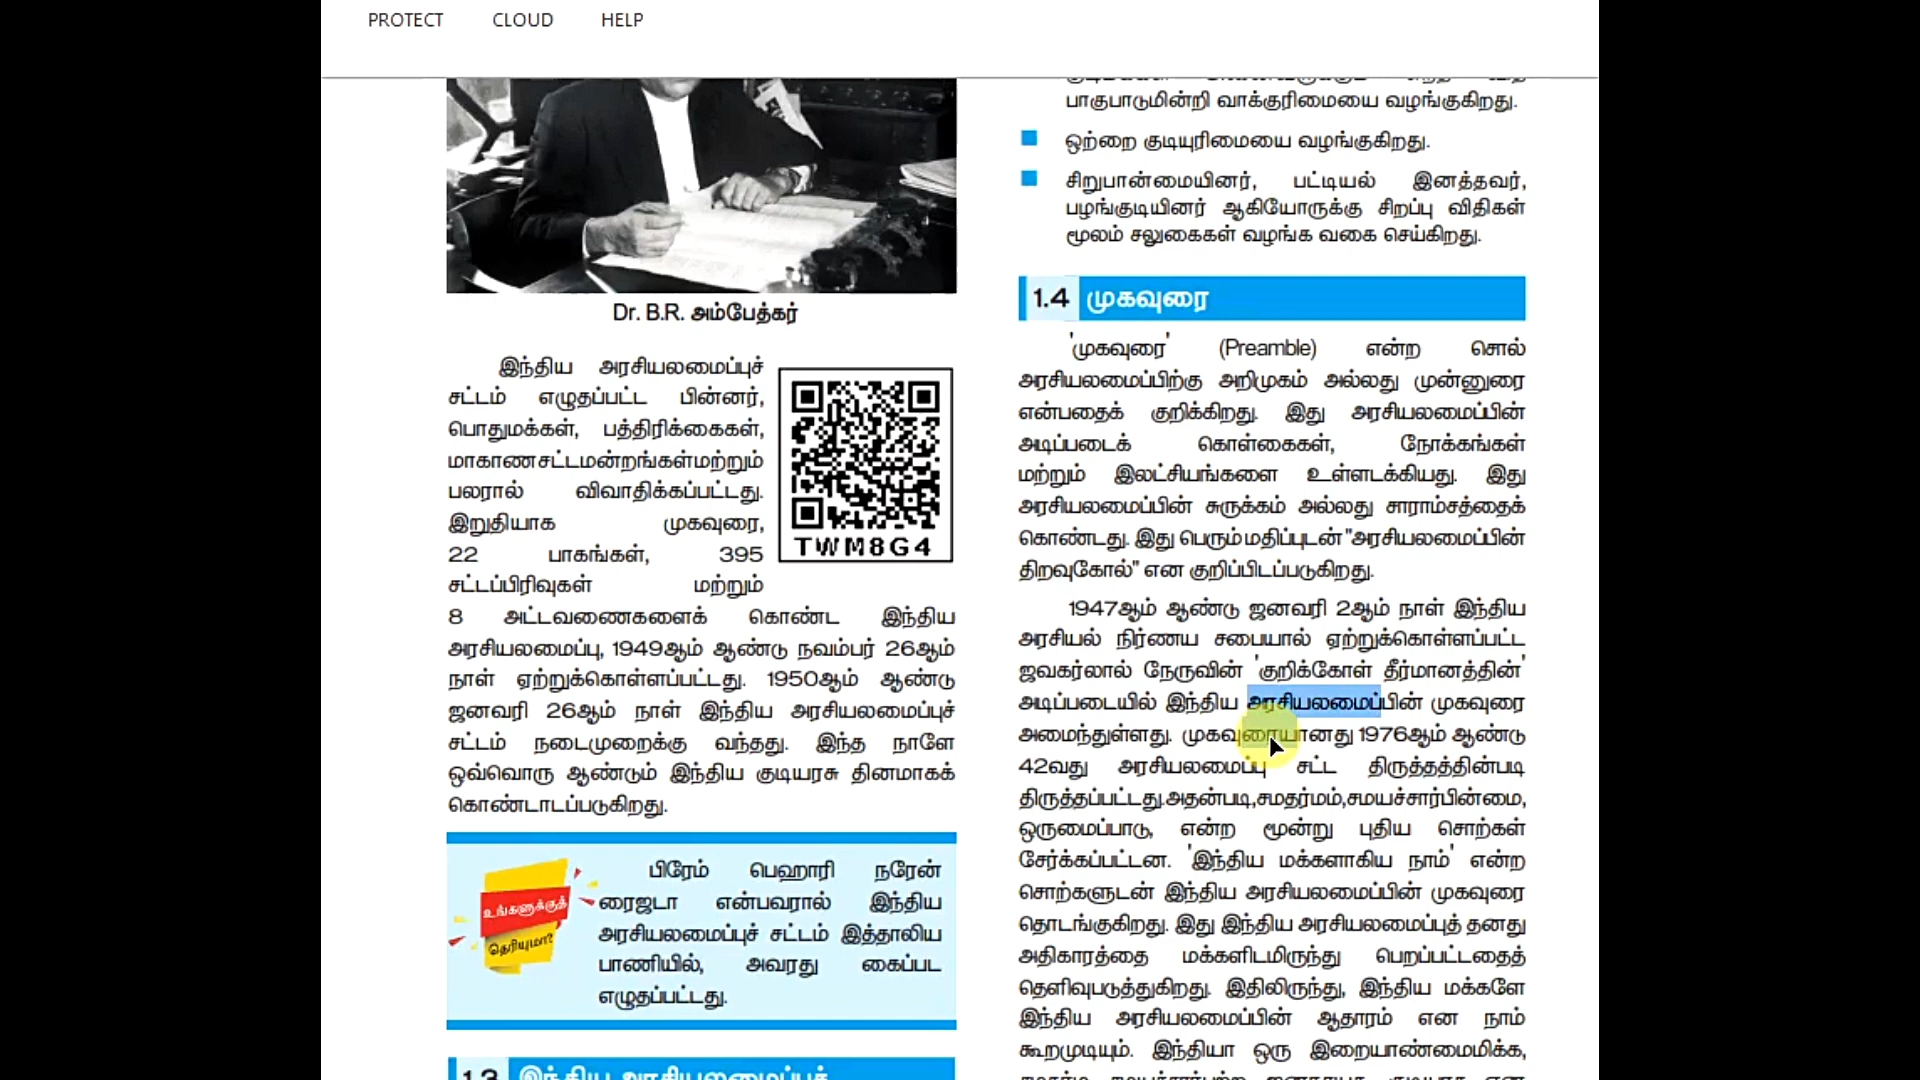 PROTECT CLOUD HELP
Dr. B.R. அம்பேத்கர்
இந்திய அரசியலமைப்புச்
சட்டம் எழுதப்பட்ட பின்னர்,
பொதுமக்கள், பத்திரிக்கைகள்,
மாகாணசட்டமன்றங்கள்மற்றும்
பலரால் விவாதிக்கப்பட்டது.
இறுதியாக முகவுரை,
22 பாகங்கள், 395
சட்டப்பிரிவுகள் மற்றும்
TWM8G4
8 அட்டவணைகளைக் கொண்ட இந்திய
அரசியலமைப்பு, 1949ஆம் ஆண்டு நவம்பர் 26ஆம்
நாள் ஏற்றுக்கொள்ளப்பட்டது. 1950ஆம் ஆண்டு
ஜனவரி 26ஆம் நாள் இந்திய அரசியலமைப்புச்
சட்டம் நடைமுறைக்கு வந்தது. இந்த நாளே
ஒவ்வொரு ஆண்டும் இந்திய குடியரசு தினமாகக்
கொண்டாடப்படுகிறது.
உங்களுக்குத்
தெரியுமா?
பிரேம் பெஹாரி நரேன்
ரைஜடா என்பவரால் இந்திய
அரசியலமைப்புச் சட்டம் இத்தாலிய
பாணியில், அவரது கைப்பட
எழுதப்பட்டது.
1.3 இந்திய அரசியலமைப்புச்
பாகுபாடுமின்றி வாக்குரிமையை வழங்குகிறது.
ஒற்றை குடியுரிமையை வழங்குகிறது.
சிறுபான்மையினர், பட்டியல் இனத்தவர்,
பழங்குடியினர் ஆகியோருக்கு சிறப்பு விதிகள்
மூலம் சலுகைகள் வழங்க வகை செய்கிறது.
1.4 முகவுரை
'முகவுரை' (Preamble) என்ற சொல்
அரசியலமைப்பிற்கு அறிமுகம் அல்லது முன்னுரை
என்பதைக் குறிக்கிறது. இது அரசியலமைப்பின்
அடிப்படைக் கொள்கைகள், நோக்கங்கள்
மற்றும் இலட்சியங்களை உள்ளடக்கியது. இது
அரசியலமைப்பின் சுருக்கம் அல்லது சாராம்சத்தைக்
கொண்டது. இது பெரும் மதிப்புடன் "அரசியலமைப்பின்
திறவுகோல்" என குறிப்பிடப்படுகிறது.
1947ஆம் ஆண்டு ஜனவரி 2ஆம் நாள் இந்திய
அரசியல் நிர்ணய சபையால் ஏற்றுக்கொள்ளப்பட்ட
ஜவகர்லால் நேருவின் 'குறிக்கோள் தீர்மானத்தின்'
அடிப்படையில் இந்திய அரசியலமைப்பின் முகவுரை
அமைந்துள்ளது. முகவுரையானது 1976ஆம் ஆண்டு
42வது அரசியலமைப்பு சட்ட திருத்தத்தின்படி
திருத்தப்பட்டது.அதன்படி,சமதர்மம்,சமயச்சார்பின்மை,
ஒருமைப்பாடு, என்ற மூன்று புதிய சொற்கள்
சேர்க்கப்பட்டன. 'இந்திய மக்களாகிய நாம்' என்ற
சொற்களுடன் இந்திய அரசியலமைப்பின் முகவுரை
தொடங்குகிறது. இது இந்திய அரசியலமைப்புத் தனது
அதிகாரத்தை மக்களிடமிருந்து பெறப்பட்டதைத்
தெளிவுபடுத்துகிறது. இதிலிருந்து, இந்திய மக்களே
இந்திய அரசியலமைப்பின் ஆதாரம் என நாம்
கூறமுடியும். இந்தியா ஒரு இறையாண்மைமிக்க,